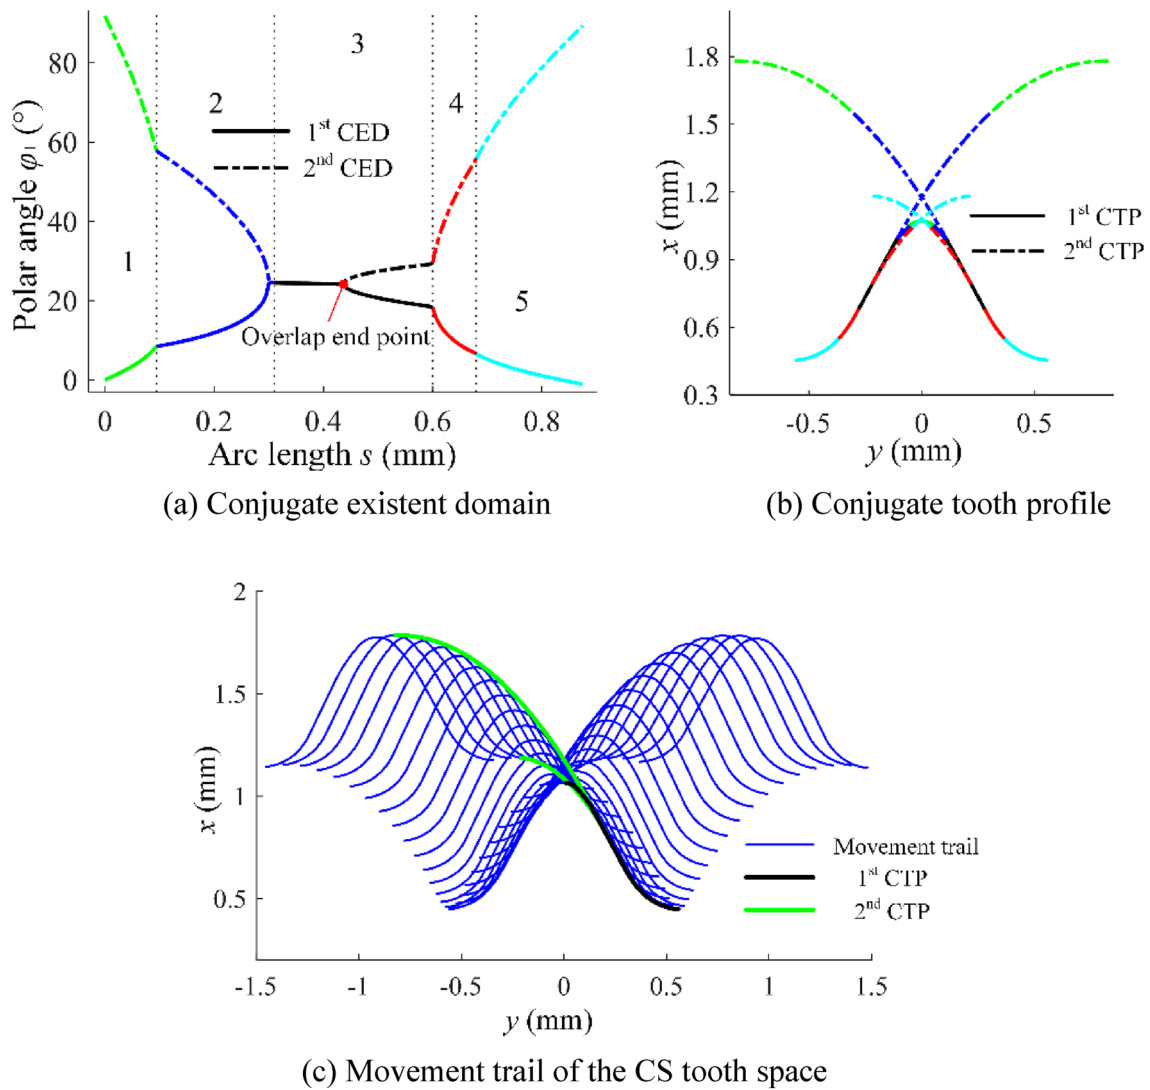 80
60
40
20
0
Polar angle φ₁ (°)
1
2
3
4
5
1st CED
2nd CED
Overlap end point
0
0.2
0.4
0.6
0.8
Arc length s (mm)
(a) Conjugate existent domain
1.8
1.5
1.2
0.9
0.6
0.3
x (mm)
1st CTP
2nd CTP
-0.5
0
0.5
y (mm)
(b) Conjugate tooth profile
2
1.5
1
0.5
x (mm)
Movement trail
1st CTP
2nd CTP
-1.5
-1
-0.5
0
0.5
1
1.5
y (mm)
(c) Movement trail of the CS tooth space